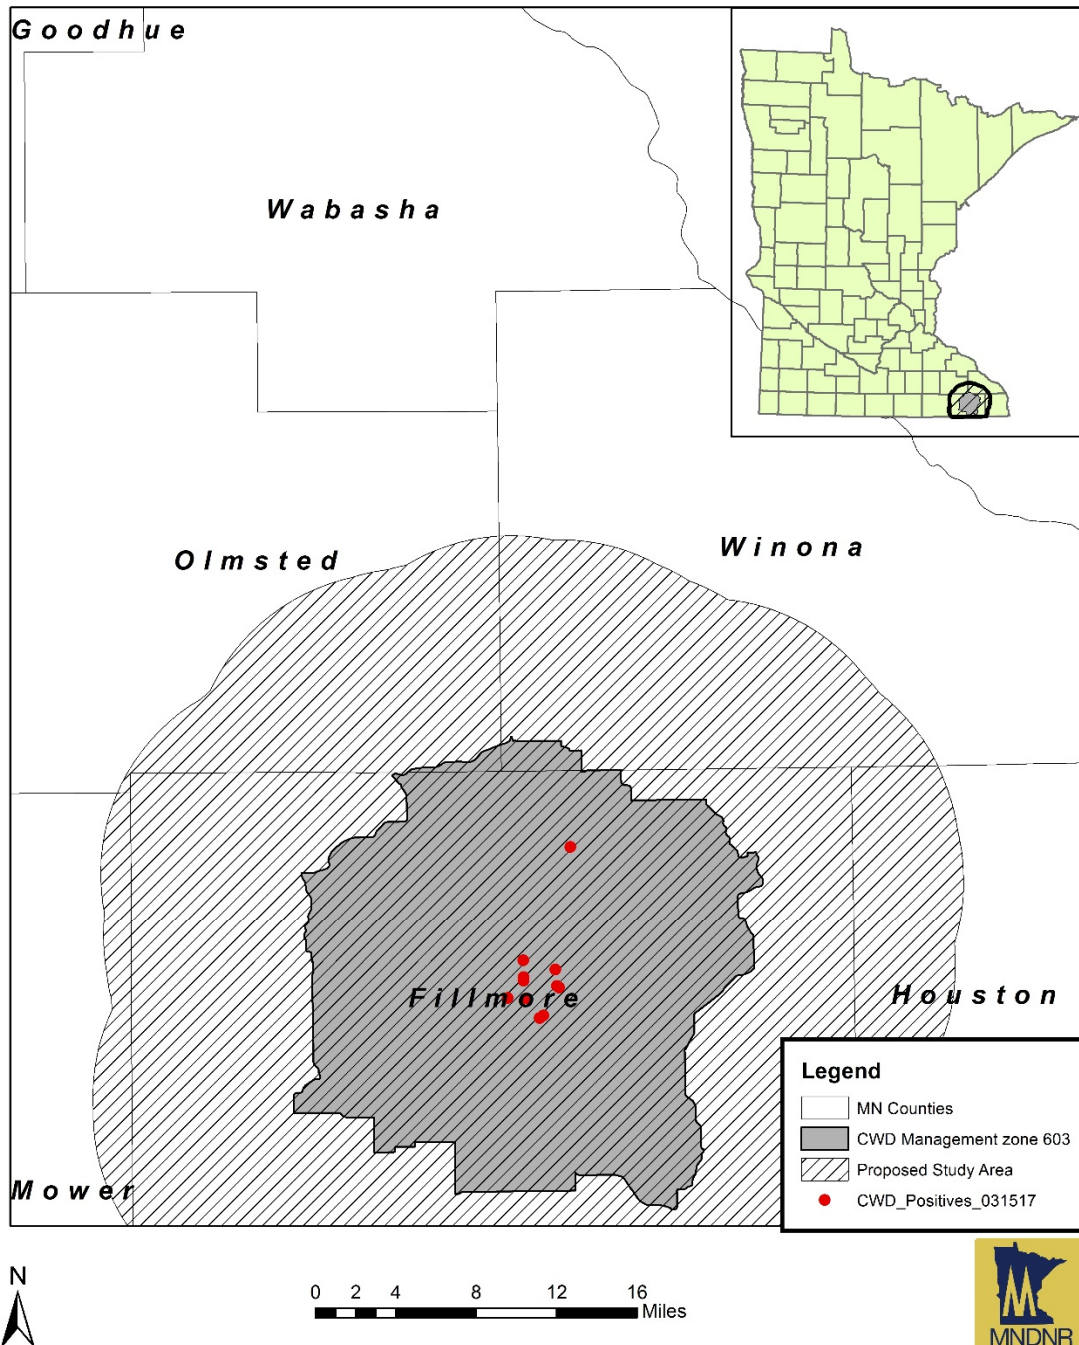 Goodhue
Wabasha
Olmsted
Winona
Fillmore
Houston
Mower
Legend
MN Counties
CWD Management zone 603
Proposed Study Area
CWD_Positives_031517
N
0 2 4 8 12 16
Miles
MNDNR